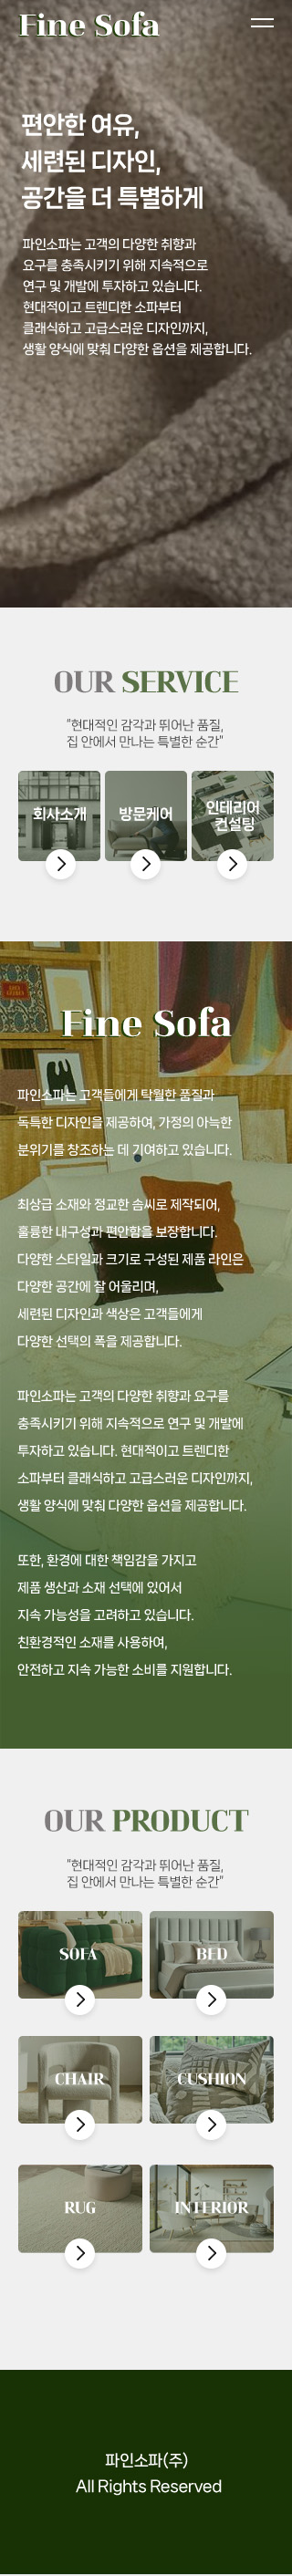 Fine Sofa
편안한 여유,
세련된 디자인,
공간을 더 특별하게
파인소파는 고객의 다양한 취향과
요구를 충족시키기 위해 지속적으로
연구 및 개발에 투자하고 있습니다.
현대적이고 트렌디한 소파부터
클래식하고 고급스러운 디자인까지,
생활 양식에 맞춰 다양한 옵션을 제공합니다.
OUR SERVICE
"현대적인 감각과 뛰어난 품질,
집 안에서 만나는 특별한 순간"
회사소개
방문케어
인테리어
컨설팅
Fine Sofa
파인소파는 고객들에게 탁월한 품질과
독특한 디자인을 제공하여, 가정의 아늑한
분위기를 창조하는 데 기여하고 있습니다.
최상급 소재와 정교한 솜씨로 제작되어,
훌륭한 내구성과 편안함을 보장합니다.
다양한 스타일과 크기로 구성된 제품 라인은
다양한 공간에 잘 어울리며,
세련된 디자인과 색상은 고객들에게
다양한 선택의 폭을 제공합니다.
파인소파는 고객의 다양한 취향과 요구를
충족시키기 위해 지속적으로 연구 및 개발에
투자하고 있습니다. 현대적이고 트렌디한
소파부터 클래식하고 고급스러운 디자인까지,
생활 양식에 맞춰 다양한 옵션을 제공합니다.
또한, 환경에 대한 책임감을 가지고
제품 생산과 소재 선택에 있어서
지속 가능성을 고려하고 있습니다.
친환경적인 소재를 사용하여,
안전하고 지속 가능한 소비를 지원합니다.
OUR PRODUCT
"현대적인 감각과 뛰어난 품질,
집 안에서 만나는 특별한 순간"
SOFA
BED
CHAIR
CUSHION
RUG
INTERIOR
파인소파(주)
All Rights Reserved